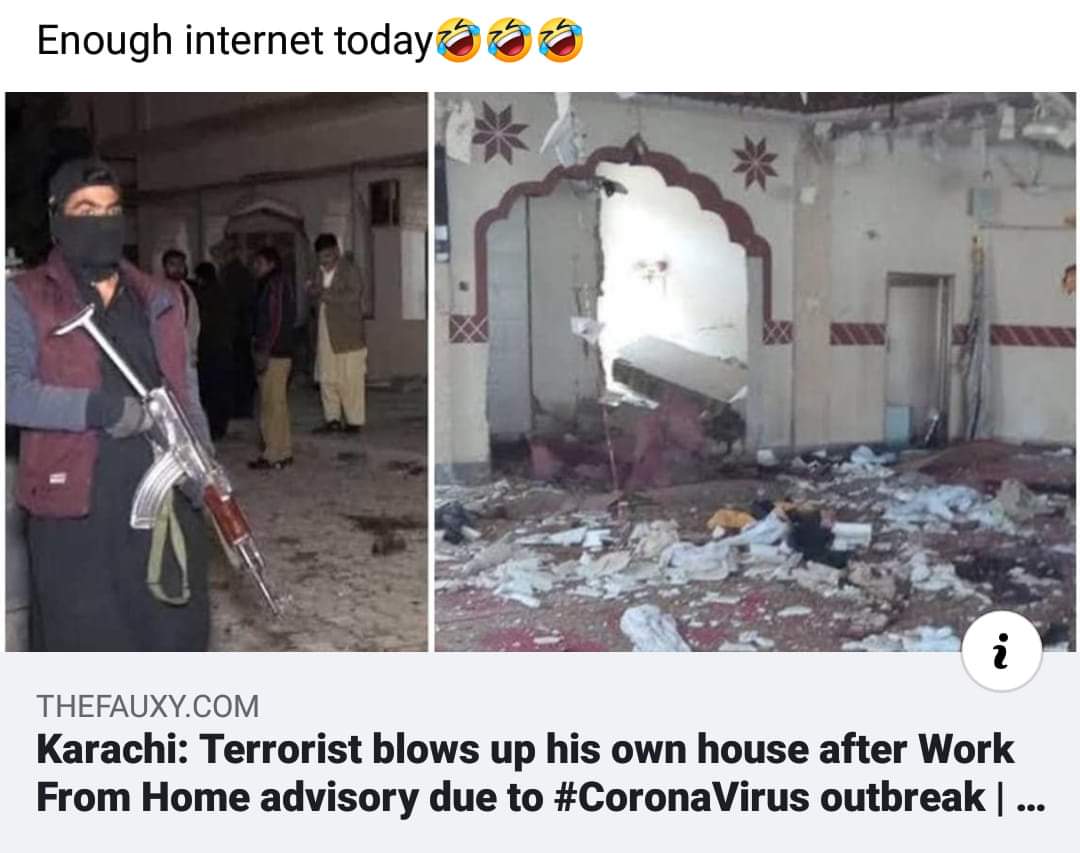 Enough internet today🤣🤣🤣
i
THEFAUXY.COM
Karachi: Terrorist blows up his own house after Work
From Home advisory due to #CoronaVirus outbreak | ...